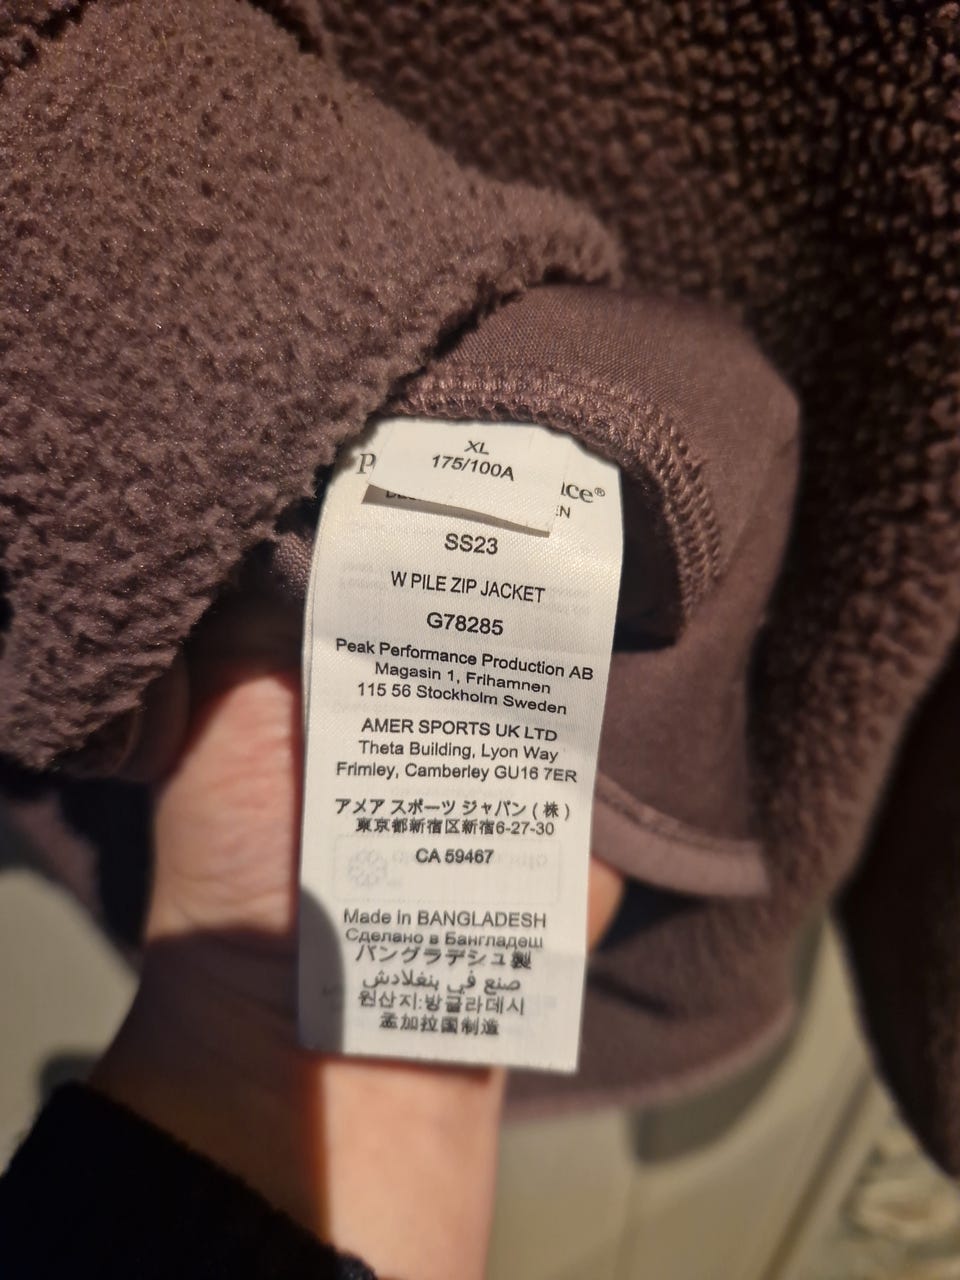 XL
175/100A
SS23
W PILE ZIP JACKET
G78285
Peak Performance Production AB
Magasin 1, Frihamnen
115 56 Stockholm Sweden
AMER SPORTS UK LTD
Theta Building, Lyon Way
Frimley, Camberley GU16 7ER
アメア スポーツ ジャパン ( 株 )
東京都新宿区新宿6-27-30
CA 59467
Made in BANGLADESH
Сделано в Бангладеш
バングラデシュ製
صنع في بنغلادش
원산지:방글라데시
孟加拉国制造